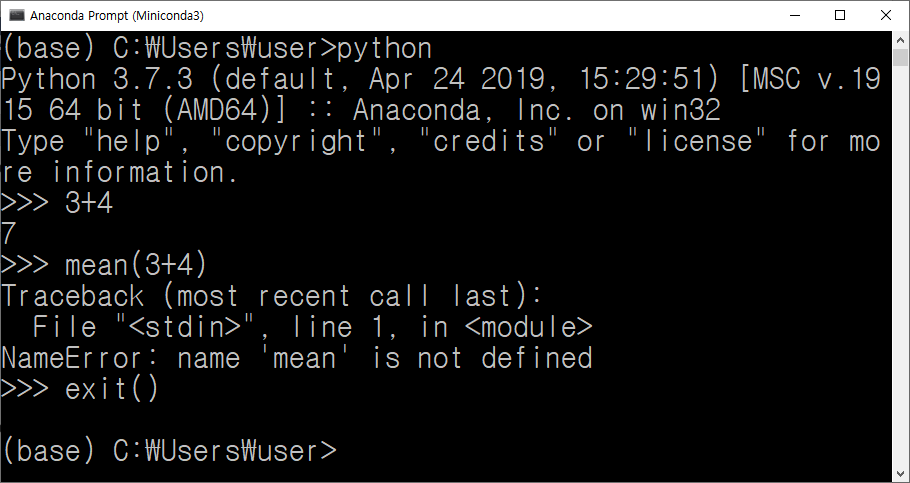 Anaconda Prompt (Miniconda3)
(base) C:₩Users₩user>python
Python 3.7.3 (default, Apr 24 2019, 15:29:51) [MSC v.19
15 64 bit (AMD64)] :: Anaconda, Inc. on win32
Type "help", "copyright", "credits" or "license" for mo
re information.
>>> 3+4
7
>>> mean(3+4)
Traceback (most recent call last):
  File "<stdin>", line 1, in <module>
NameError: name 'mean' is not defined
>>> exit()
(base) C:₩Users₩user>